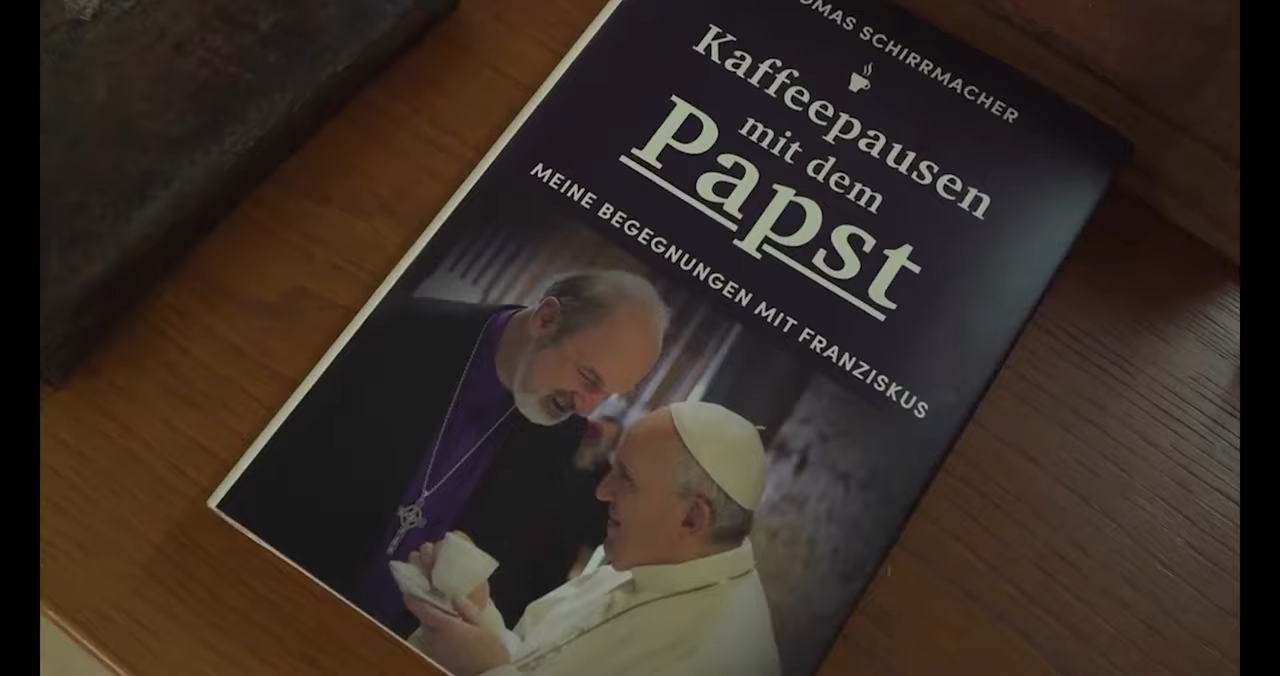 SCHIRRMACHER
Kaffeepausen
mit dem
Papst
MEINE BEGEGNUNGEN MIT FRANZISKUS